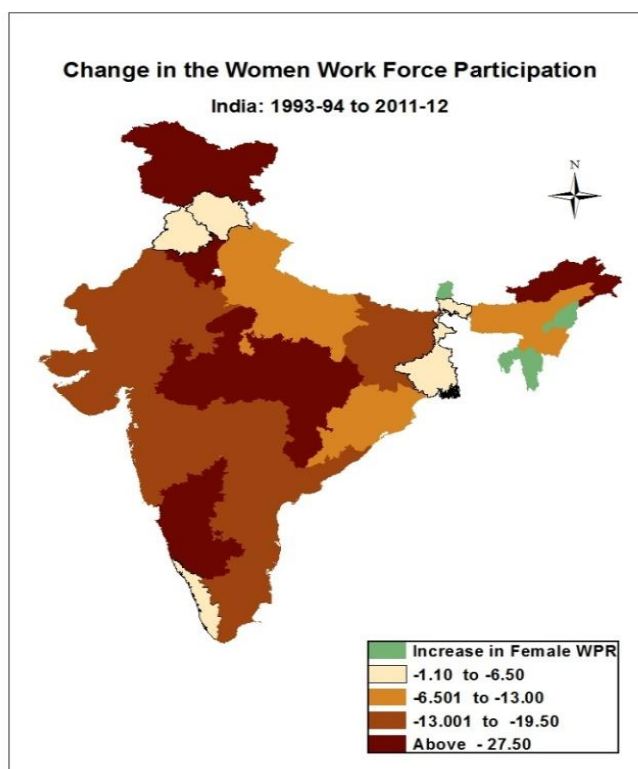 Change in the Women Work Force Participation
India: 1993-94 to 2011-12
N
Increase in Female WPR
-1.10 to -6.50
-6.501 to -13.00
-13.001 to -19.50
Above - 27.50